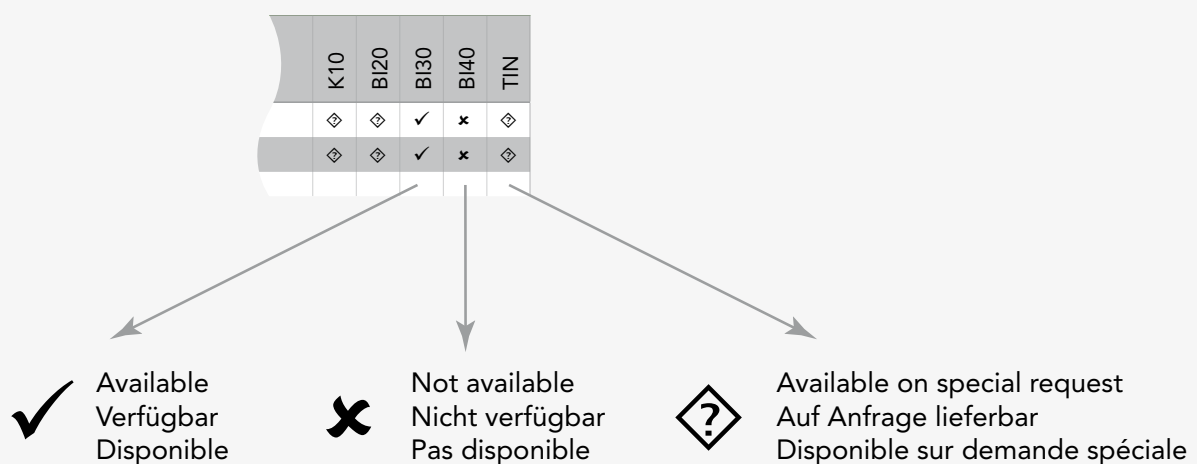 K10 BI20 BI30 BI40 TIN
? ? ✓ ✘ ?
? ? ✓ ✘ ?
Available
Verfügbar
Disponible
Not available
Nicht verfügbar
Pas disponible
?
Available on special request
Auf Anfrage lieferbar
Disponible sur demande spéciale